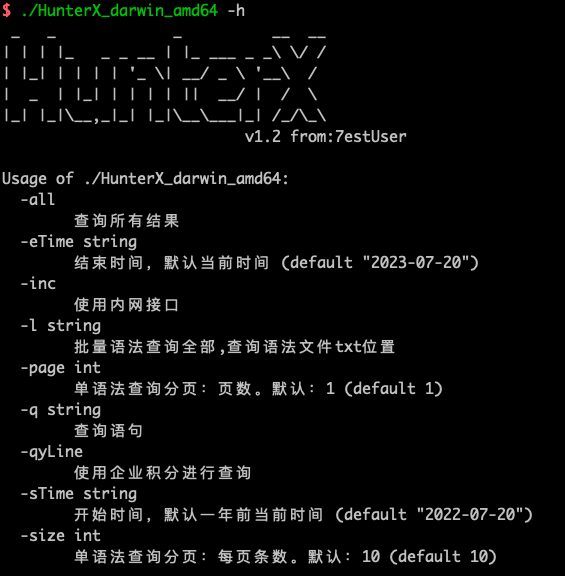 $ ./HunterX_darwin_amd64 -h
 _   _             _            __  __
| | | |_   _ _ __ | |_ ___ _ _\ \/ /
| |_| | | | | '_ \| __/ _ \ '__\  /
|  _  | |_| | | | | ||  __/ |  /  \
|_| |_|\__,_|_| |_|\__\___|_| /_/\_\
v1.2 from:7estUser
Usage of ./HunterX_darwin_amd64:
-all
查询所有结果
-eTime string
结束时间, 默认当前时间 (default "2023-07-20")
-inc
使用内网接口
-l string
批量语法查询全部,查询语法文件txt位置
-page int
单语法查询分页: 页数。默认: 1 (default 1)
-q string
查询语句
-qyLine
使用企业积分进行查询
-sTime string
开始时间, 默认一年前当前时间 (default "2022-07-20")
-size int
单语法查询分页: 每页条数。默认: 10 (default 10)